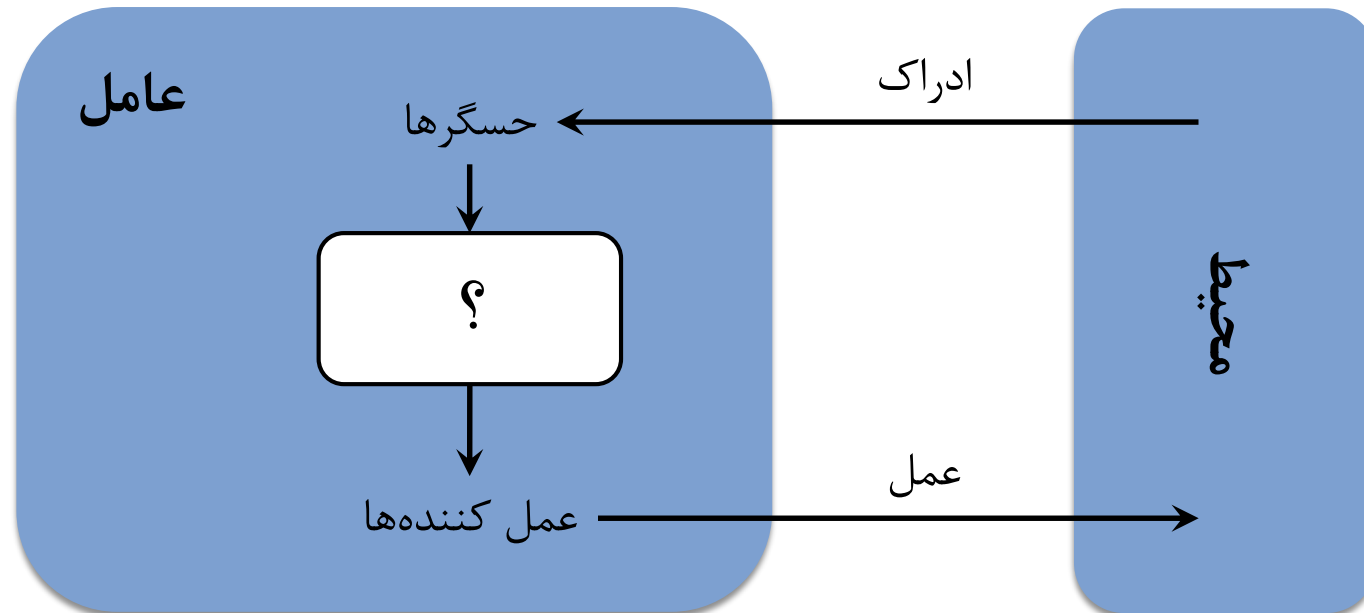 عامل
ادراک
حسگرها
؟
محیط
عمل
عمل کننده‌ها